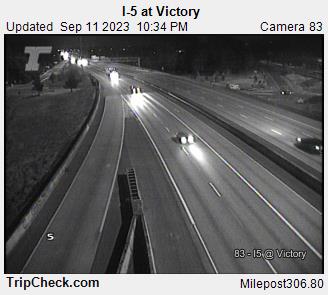 I-5 at Victory
Updated Sep 11 2023 10:34 PM Camera 83
T
S
83 - I5 @ Victory
TripCheck.com Milepost306.80